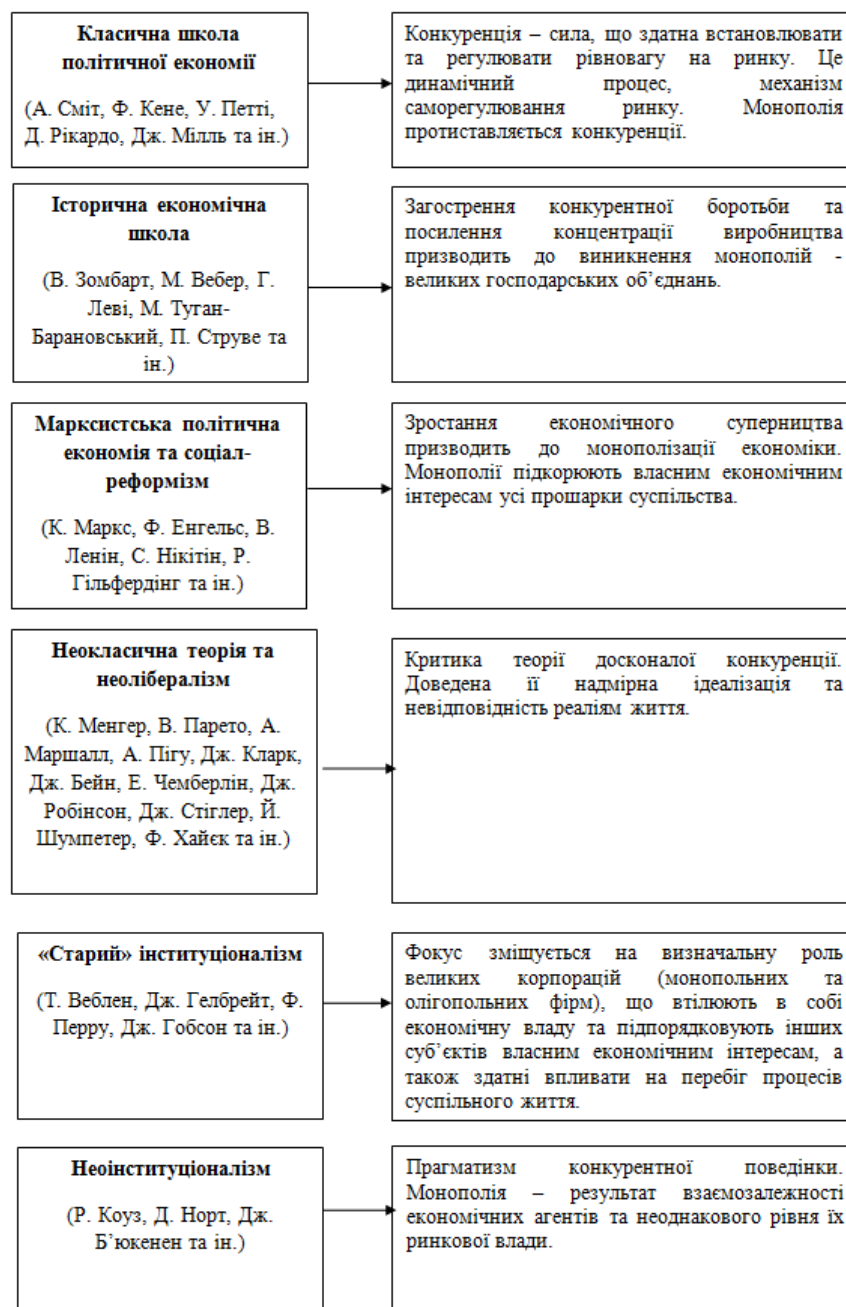 Класична школа
політичної економії
(А. Сміт, Ф. Кене, У. Петті,
Д. Рікардо, Дж. Мілль та ін.)
Конкуренція – сила, що здатна встановлювати
та регулювати рівновагу на ринку. Це
динамічний процес, механізм
саморегулювання ринку. Монополія
протиставляється конкуренції.
Історична економічна
школа
(В. Зомбарт, М. Вебер, Г.
Леві, М. Туган-
Барановський, П. Струве та
ін.)
Загострення конкурентної боротьби та
посилення концентрації виробництва
призводить до виникнення монополій -
великих господарських об’єднань.
Марксистська політична
економія та соціал-
реформізм
(К. Маркс, Ф. Енгельс, В.
Ленін, С. Нікітін, Р.
Гільфердінг та ін.)
Зростання економічного суперництва
призводить до монополізації економіки.
Монополії підкорюють власним економічним
інтересам усі прошарки суспільства.
Неокласична теорія та
неолібералізм
(К. Менгер, В. Парето, А.
Маршалл, А. Пігу, Дж. Кларк,
Дж. Бейн, Е. Чемберлін, Дж.
Робінсон, Дж. Стіглер, Й.
Шумпетер, Ф. Хайєк та ін.)
Критика теорії досконалої конкуренції.
Доведена її надмірна ідеалізація та
невідповідність реаліям життя.
«Старий» інституціоналізм
(Т. Веблен, Дж. Гелбрейт, Ф.
Перру, Дж. Гобсон та ін.)
Фокус зміщується на визначальну роль
великих корпорацій (монопольних та
олігопольних фірм), що втілюють в собі
економічну владу та підпорядковують інших
суб’єктів власним економічним інтересам, а
також здатні впливати на перебіг процесів
суспільного життя.
Неоінституціоналізм
(Р. Коуз, Д. Норт, Дж.
Б’юкенен та ін.)
Прагматизм конкурентної поведінки.
Монополія – результат взаємозалежності
економічних агентів та неоднакового рівня їх
ринкової влади.